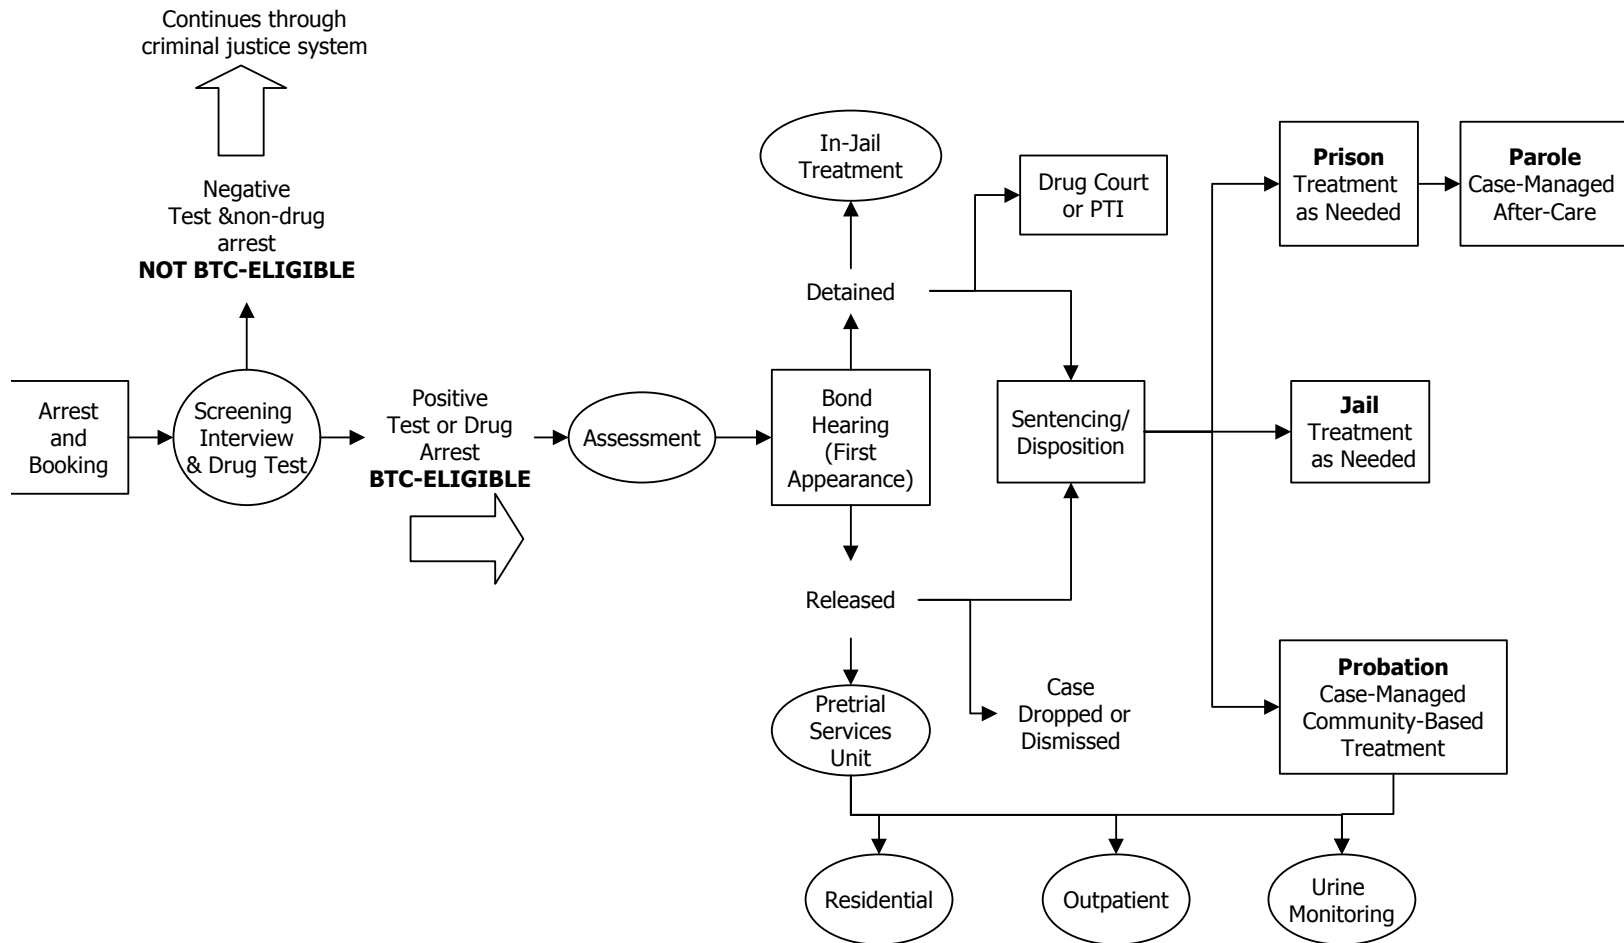 Continues through
criminal justice system
Negative
Test &non-drug
arrest
NOT BTC-ELIGIBLE
Arrest
and
Booking
Screening
Interview
& Drug Test
Positive
Test or Drug
Arrest
BTC-ELIGIBLE
Assessment
Bond
Hearing
(First
Appearance)
In-Jail
Treatment
Detained
Drug Court
or PTI
Sentencing/
Disposition
Released
Pretrial
Services
Unit
Case
Dropped or
Dismissed
Prison
Treatment
as Needed
Parole
Case-Managed
After-Care
Jail
Treatment
as Needed
Probation
Case-Managed
Community-Based
Treatment
Residential
Outpatient
Urine
Monitoring